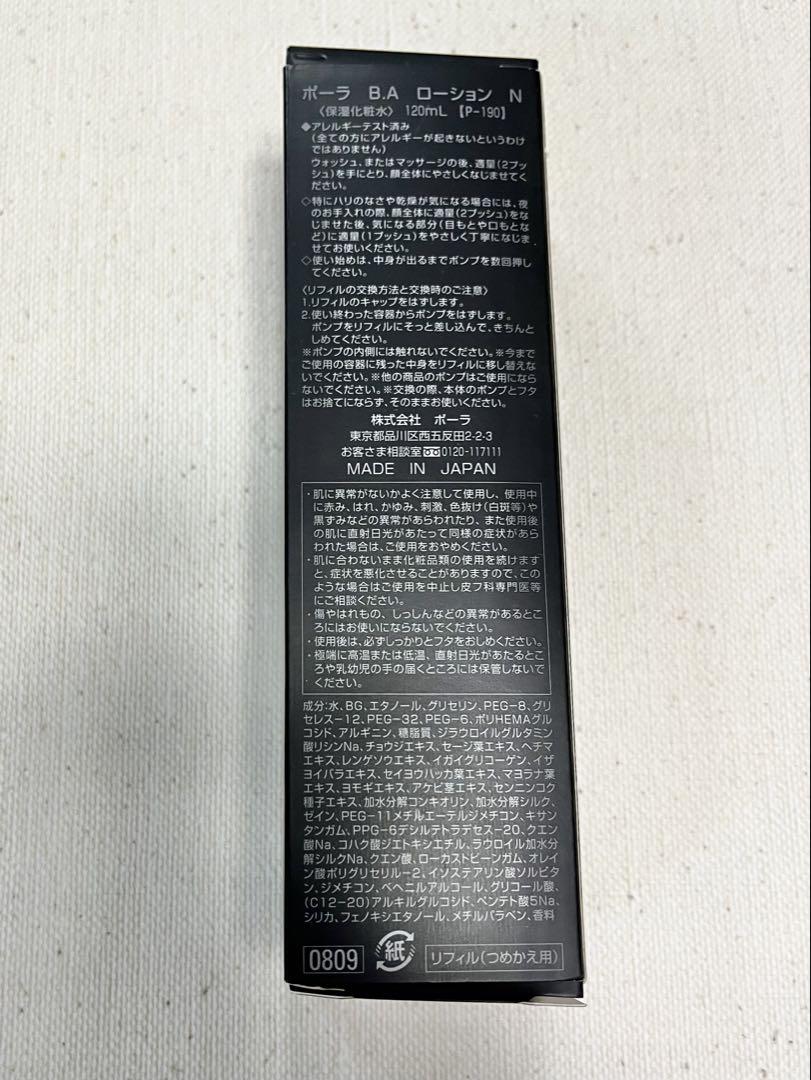 ポーラ B.A ローション N
〈保湿化粧水〉 120mL 【P-190】
◆アレルギーテスト済み
(全ての方にアレルギーが起きないというわけ
ではありません)
ウォッシュ、またはマッサージの後、適量(2プッ
シュ)を手にとり、顔全体にやさしくなじませてく
ださい。
◇特にハリのなさや乾燥が気になる場合には、夜
のお手入れの際、顔全体に適量(2プッシュ)をな
じませた後、気になる部分(目もとや口もとな
ど)に適量(1プッシュ)をやさしく丁寧になじま
せてお使いください。
◇使い始めは、中身が出るまでポンプを数回押し
てください。
〈リフィルの交換方法と交換時のご注意〉
1.リフィルのキャップをはずします。
2.使い終わった容器からポンプをはずします。
ポンプをリフィルにそっと差し込んで、きちんと
しめてください。
※ポンプの内側には触れないでください。※今まで
ご使用の容器に残った中身をリフィルに移し替えな
いでください。※他の商品のポンプはご使用になら
ないでください。※交換の際、本体のポンプとフタ
はお捨てにならず、そのままお使いください。
株式会社 ポーラ
東京都品川区西五反田2-2-3
お客さま相談室 0120-117111
MADE IN JAPAN
・肌に異常がないかよく注意して使用し、使用中
に赤み、はれ、かゆみ、刺激、色抜け(白斑等)や
黒ずみなどの異常があらわれたり、また使用後
の肌に直射日光があたって同様の症状があら
われた場合は、ご使用をおやめください。
・肌に合わないまま化粧品類の使用を続けます
と、症状を悪化させることがありますので、この
ような場合はご使用を中止し皮フ科専門医等
にご相談ください。
・傷やはれもの、しっしんなどの異常があるとこ
ろにはお使いにならないでください。
・使用後は、必ずしっかりとフタをおしめください。
・極端に高温または低温、直射日光があたるとこ
ろや乳幼児の手の届くところには保管しないで
ください。
成分:水、BG、エタノール、グリセリン、PEG-8、グリ
セレス-12、PEG-32、PEG-6、ポリHEMAグル
コシド、アルギニン、糖脂質、ジラウロイルグルタミン
酸リシンNa、チョウジエキス、セージ葉エキス、ヘチマ
エキス、レンゲソウエキス、イガイグリコーゲン、イザ
ヨイバラエキス、セイヨウハッカ葉エキス、マヨラナ葉
エキス、ヨモギエキス、アケビ茎エキス、センニンコク
種子エキス、加水分解コンキオリン、加水分解シルク、
ゼイン、PEG-11メチルエーテルジメチコン、キサン
タンガム、PPG-6デシルテトラデセス-20、クエン
酸Na、コハク酸ジエトキシエチル、ラウロイル加水分
解シルクNa、クエン酸、ローカストビーンガム、オレイ
ン酸ポリグリセリル-2、イソステアリン酸ソルビタ
ン、ジメチコン、ベヘニルアルコール、グリコール酸、
(C12-20)アルキルグルコシド、ペンテト酸5Na、
シリカ、フェノキシエタノール、メチルパラベン、香料
0809
紙
リフィル(つめかえ用)